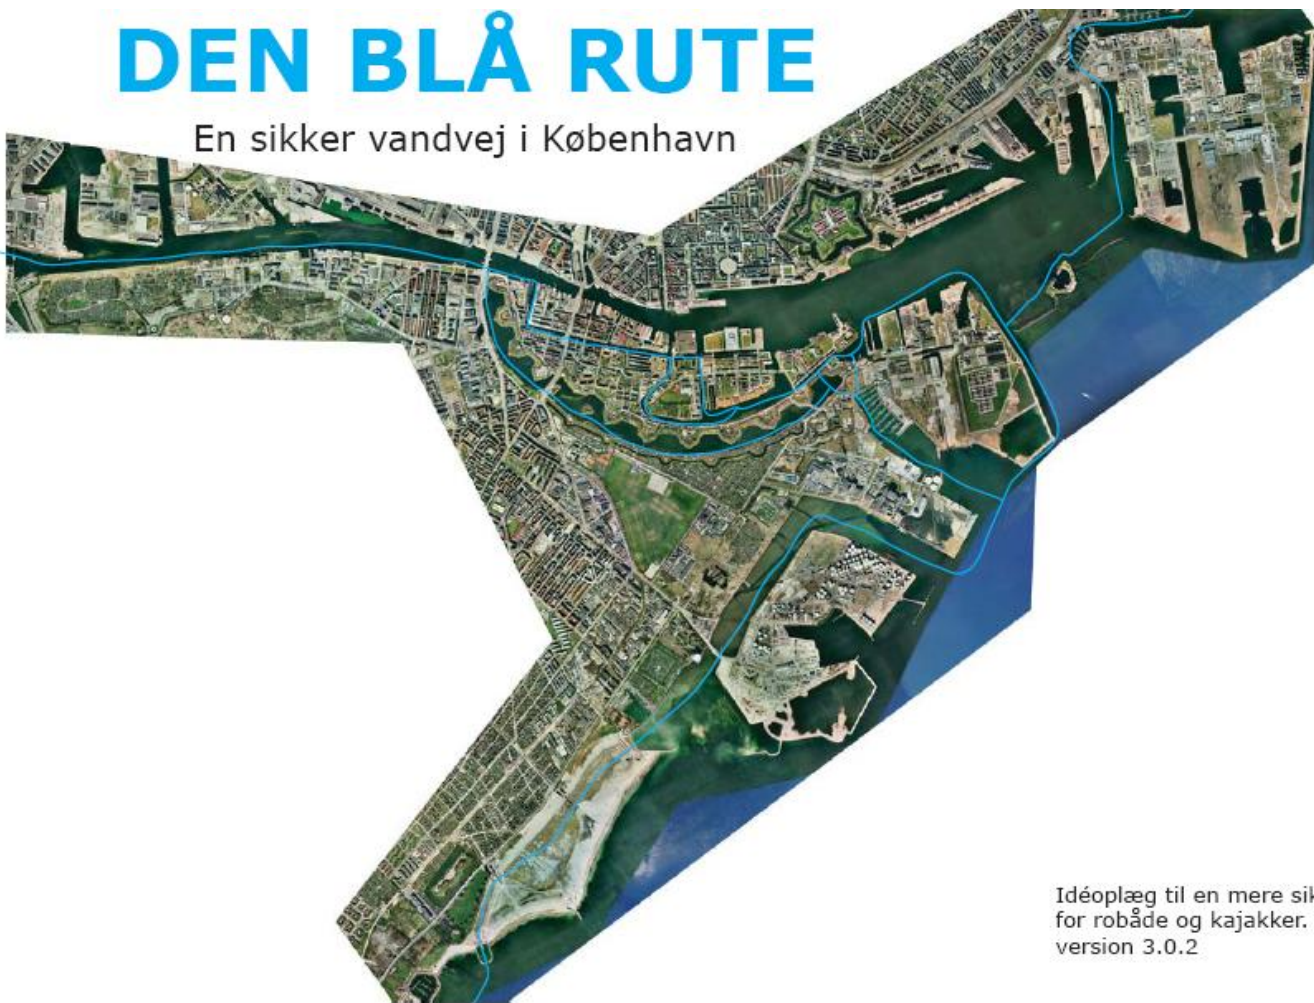 DEN BLÅ RUTE
En sikker vandvej i København
Idéoplæg til en mere
for robåde og kajakker.
version 3.0.2